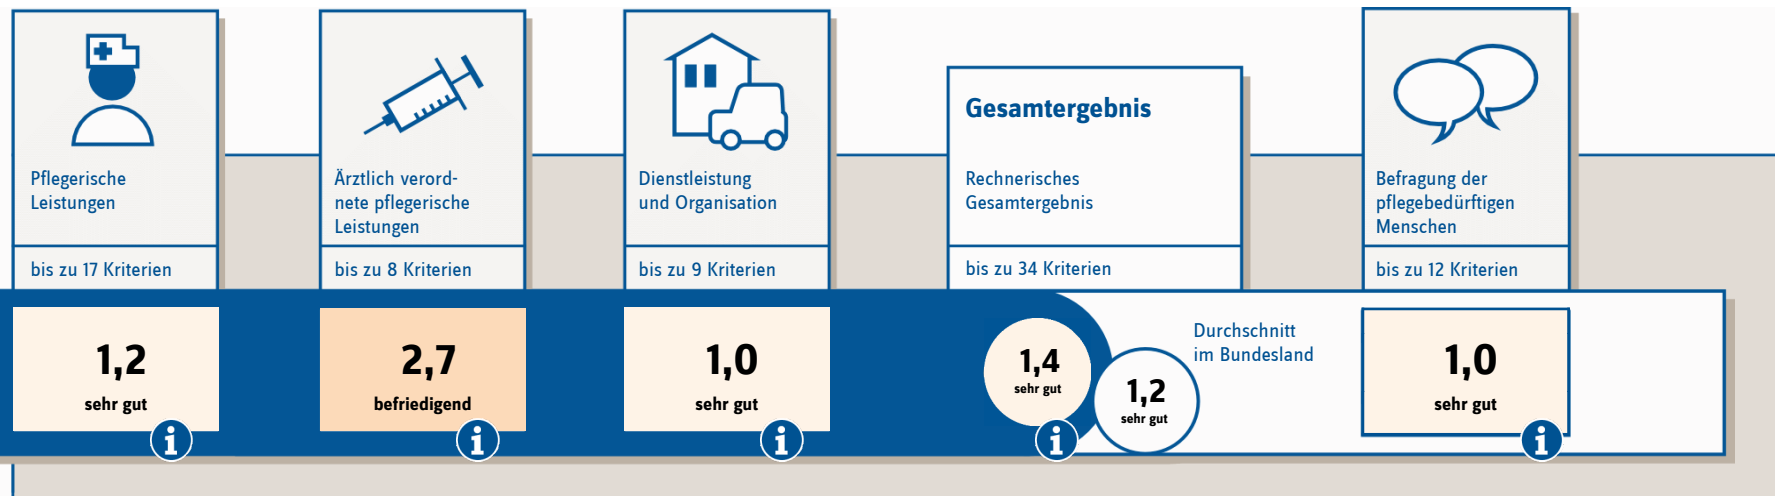 Pflegerische
Leistungen
bis zu 17 Kriterien
1,2
sehr gut
i
Ärztlich verord-
nete pflegerische
Leistungen
bis zu 8 Kriterien
2,7
befriedigend
i
Dienstleistung
und Organisation
bis zu 9 Kriterien
1,0
sehr gut
i
Gesamtergebnis
Rechnerisches
Gesamtergebnis
bis zu 34 Kriterien
1,4
sehr gut
i
Durchschnitt
im Bundesland
1,2
sehr gut
Befragung der
pflegebedürftigen
Menschen
bis zu 12 Kriterien
1,0
sehr gut
i